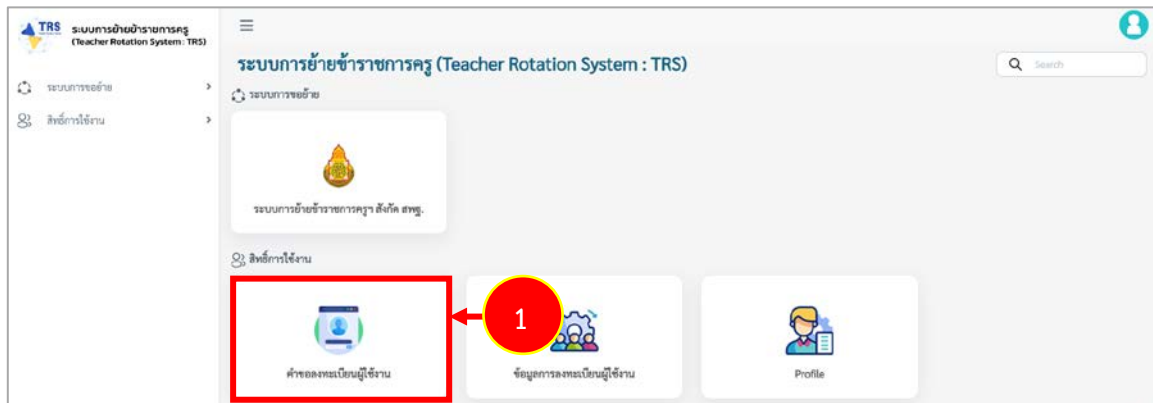 TRS ระบบการย้ายข้าราชการครู
(Teacher Rotation System : TRS)
ระบบการย้ายข้าราชการครู (Teacher Rotation System : TRS)
Search
ระบบการขอย้าย
ระบบการขอย้าย
สิทธิ์การใช้งาน
ระบบการย้ายข้าราชการครูฯ สังกัด สพฐ.
สิทธิ์การใช้งาน
1
คำขอลงทะเบียนผู้ใช้งาน
ข้อมูลการลงทะเบียนผู้ใช้งาน
Profile